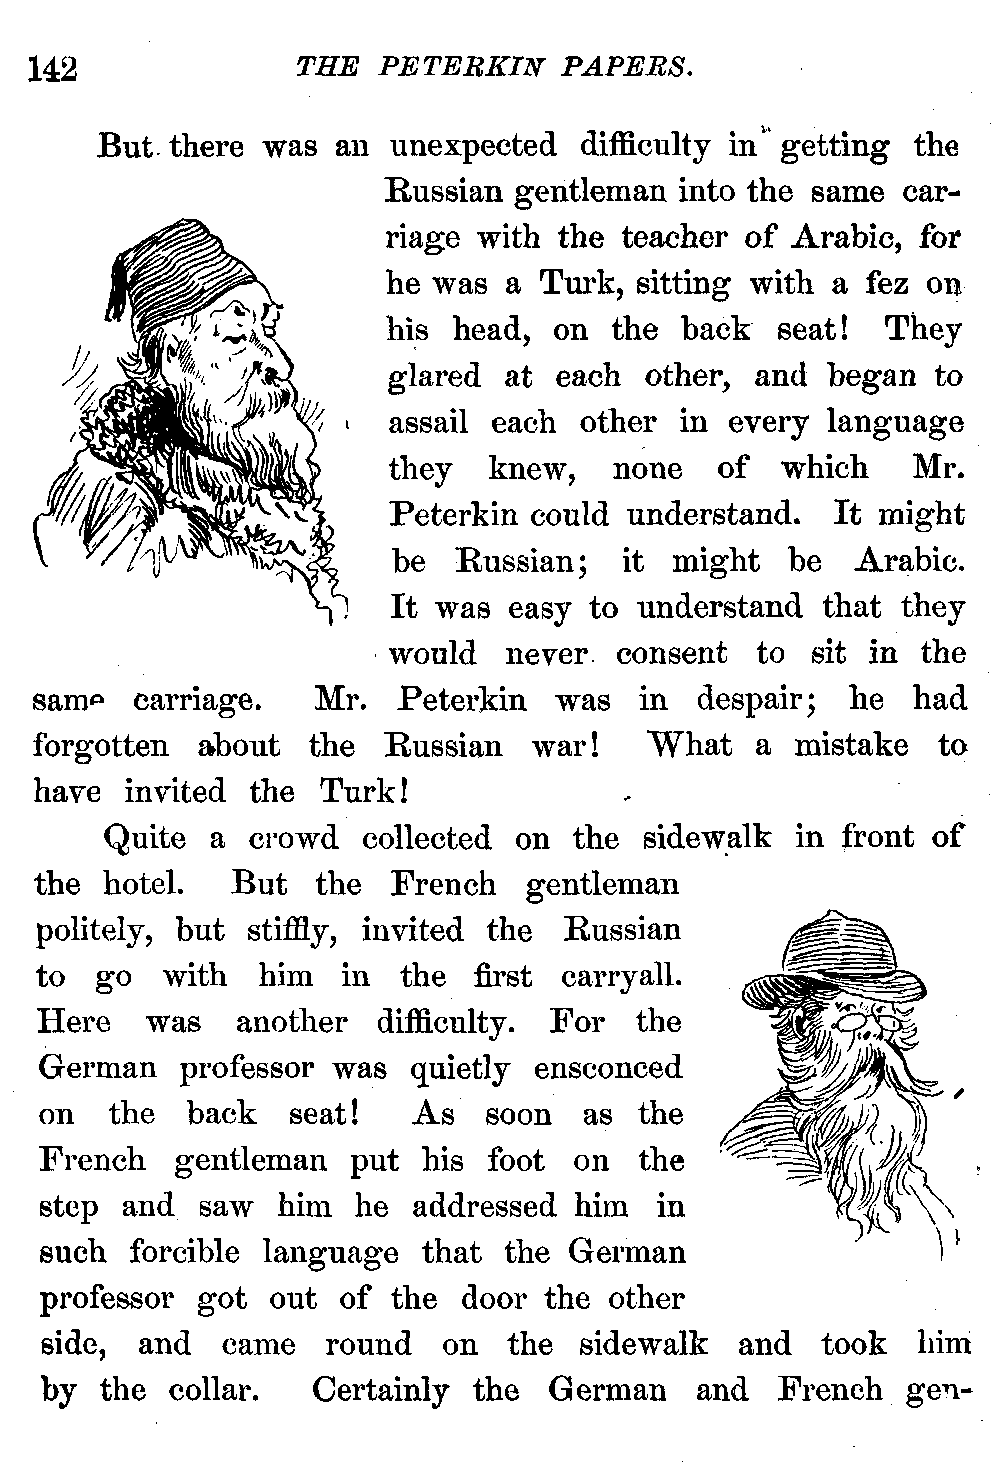 142 THE PETERKIN PAPERS.
But there was an unexpected difficulty in getting the
Russian gentleman into the same car-
riage with the teacher of Arabic, for
he was a Turk, sitting with a fez on
his head, on the back seat! They
glared at each other, and began to
assail each other in every language
they knew, none of which Mr.
Peterkin could understand. It might
be Russian; it might be Arabic.
It was easy to understand that they
would never consent to sit in the
same carriage. Mr. Peterkin was in despair; he had
forgotten about the Russian war! What a mistake to
have invited the Turk!
Quite a crowd collected on the sidewalk in front of
the hotel. But the French gentleman
politely, but stiffly, invited the Russian
to go with him in the first carryall.
Here was another difficulty. For the
German professor was quietly ensconced
on the back seat! As soon as the
French gentleman put his foot on the
step and saw him he addressed him in
such forcible language that the German
professor got out of the door the other
side, and came round on the sidewalk and took him
by the collar. Certainly the German and French gen-